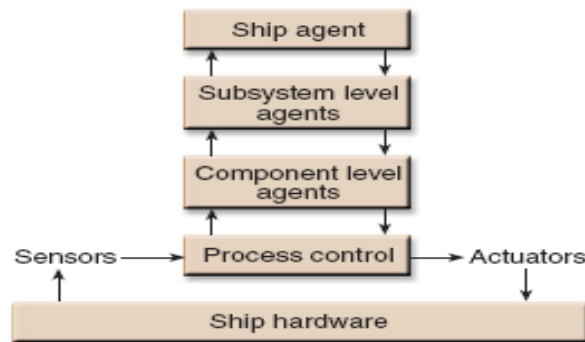 Ship agent
Subsystem level
agents
Component level
agents
Sensors
Process control
Actuators
Ship hardware